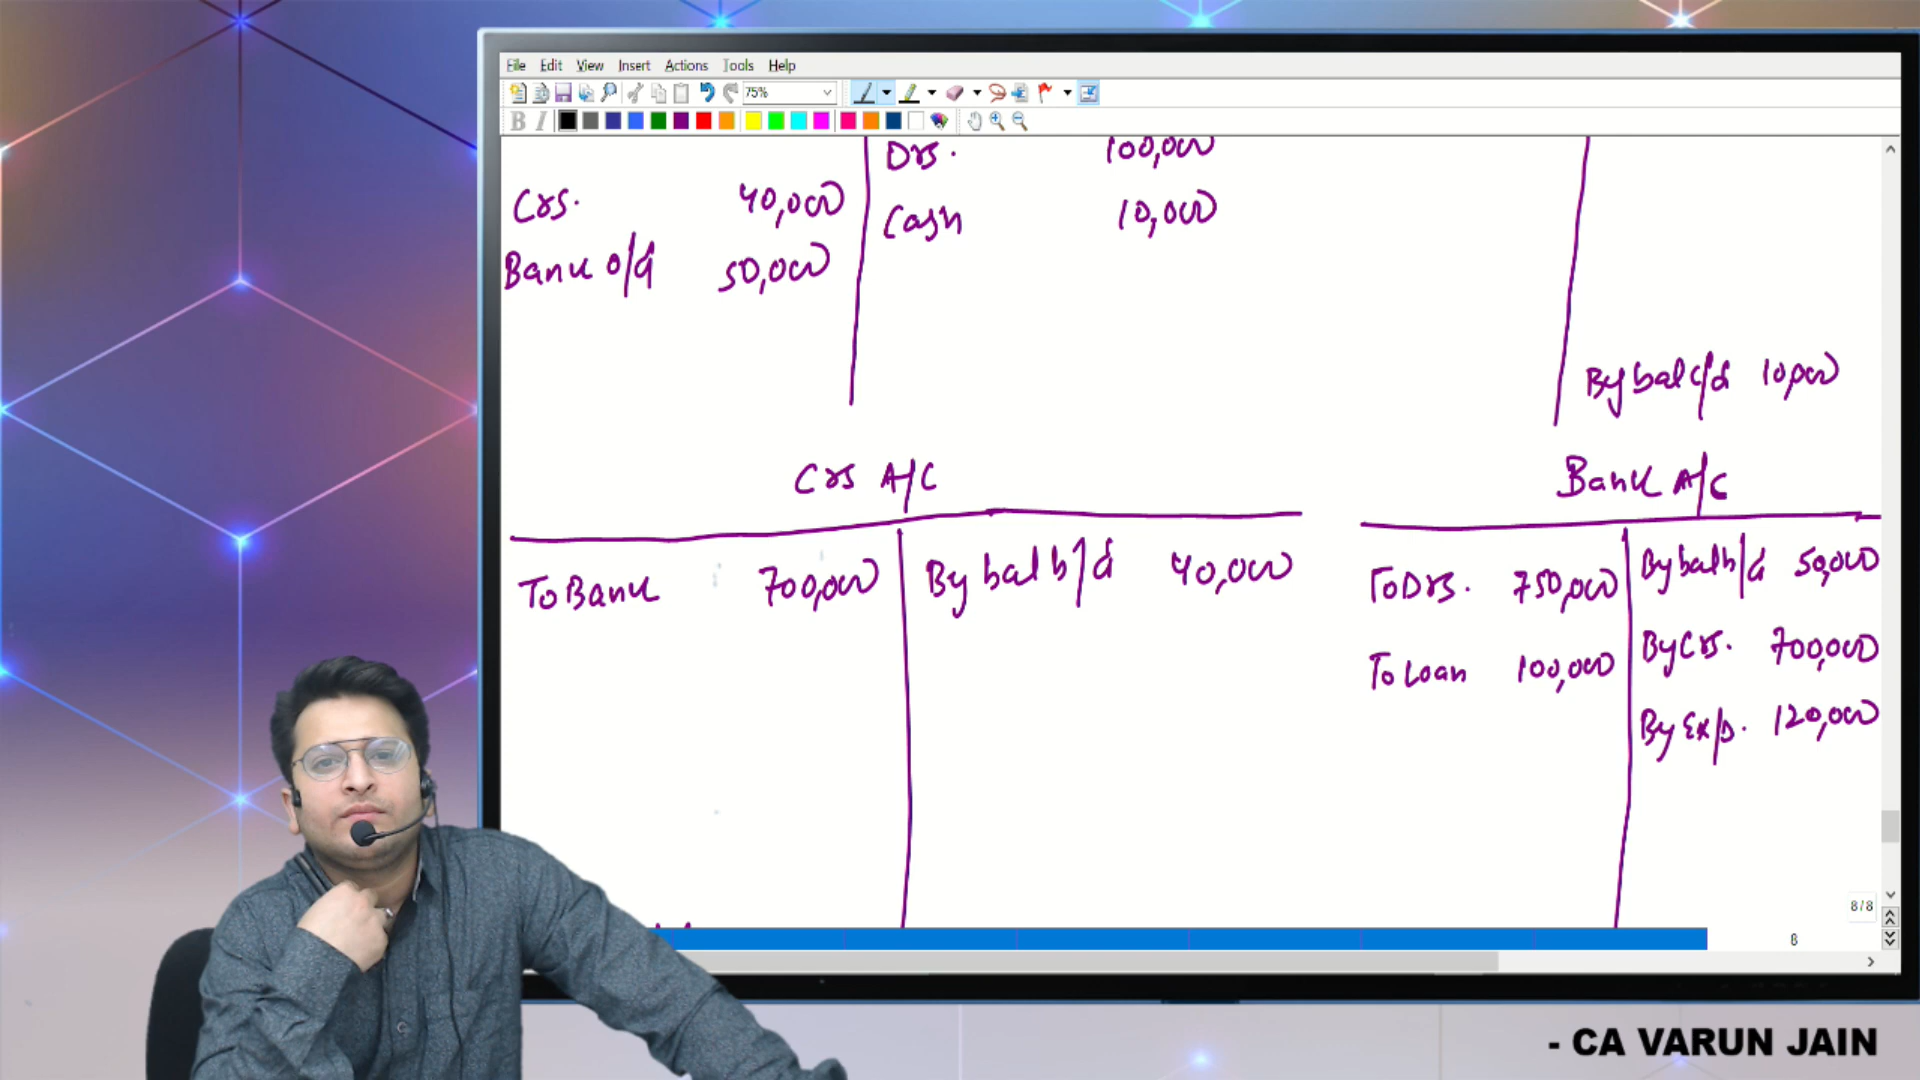 File Edit View Insert Actions Tools Help
75%
B I
Drs. 100,000
Crs. 40,000
Cash 10,000
Bank o/d 50,000
By bal c/d 10,000
Crs A/C
Bank A/C
To Bank 700,000 By bal b/d 40,000
To Drs. 750,000 By bal b/d 50,000
To Loan 100,000 By Crs. 700,000
By Exp. 120,000
8/8
8
- CA VARUN JAIN